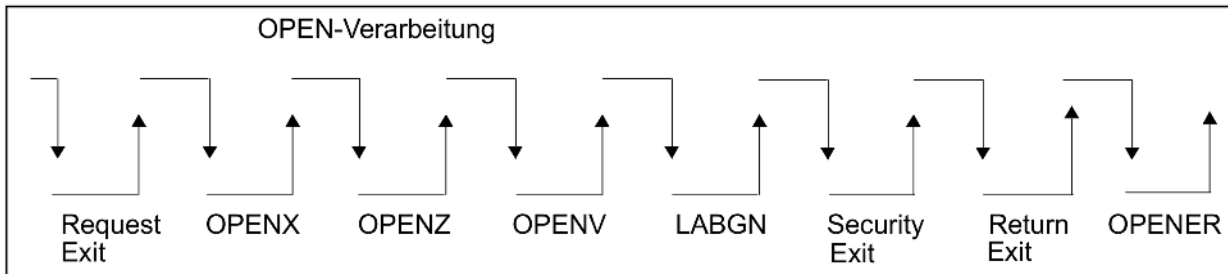 OPEN-Verarbeitung
Request Exit
OPENX
OPENZ
OPENV
LABGN
Security Exit
Return Exit
OPENER